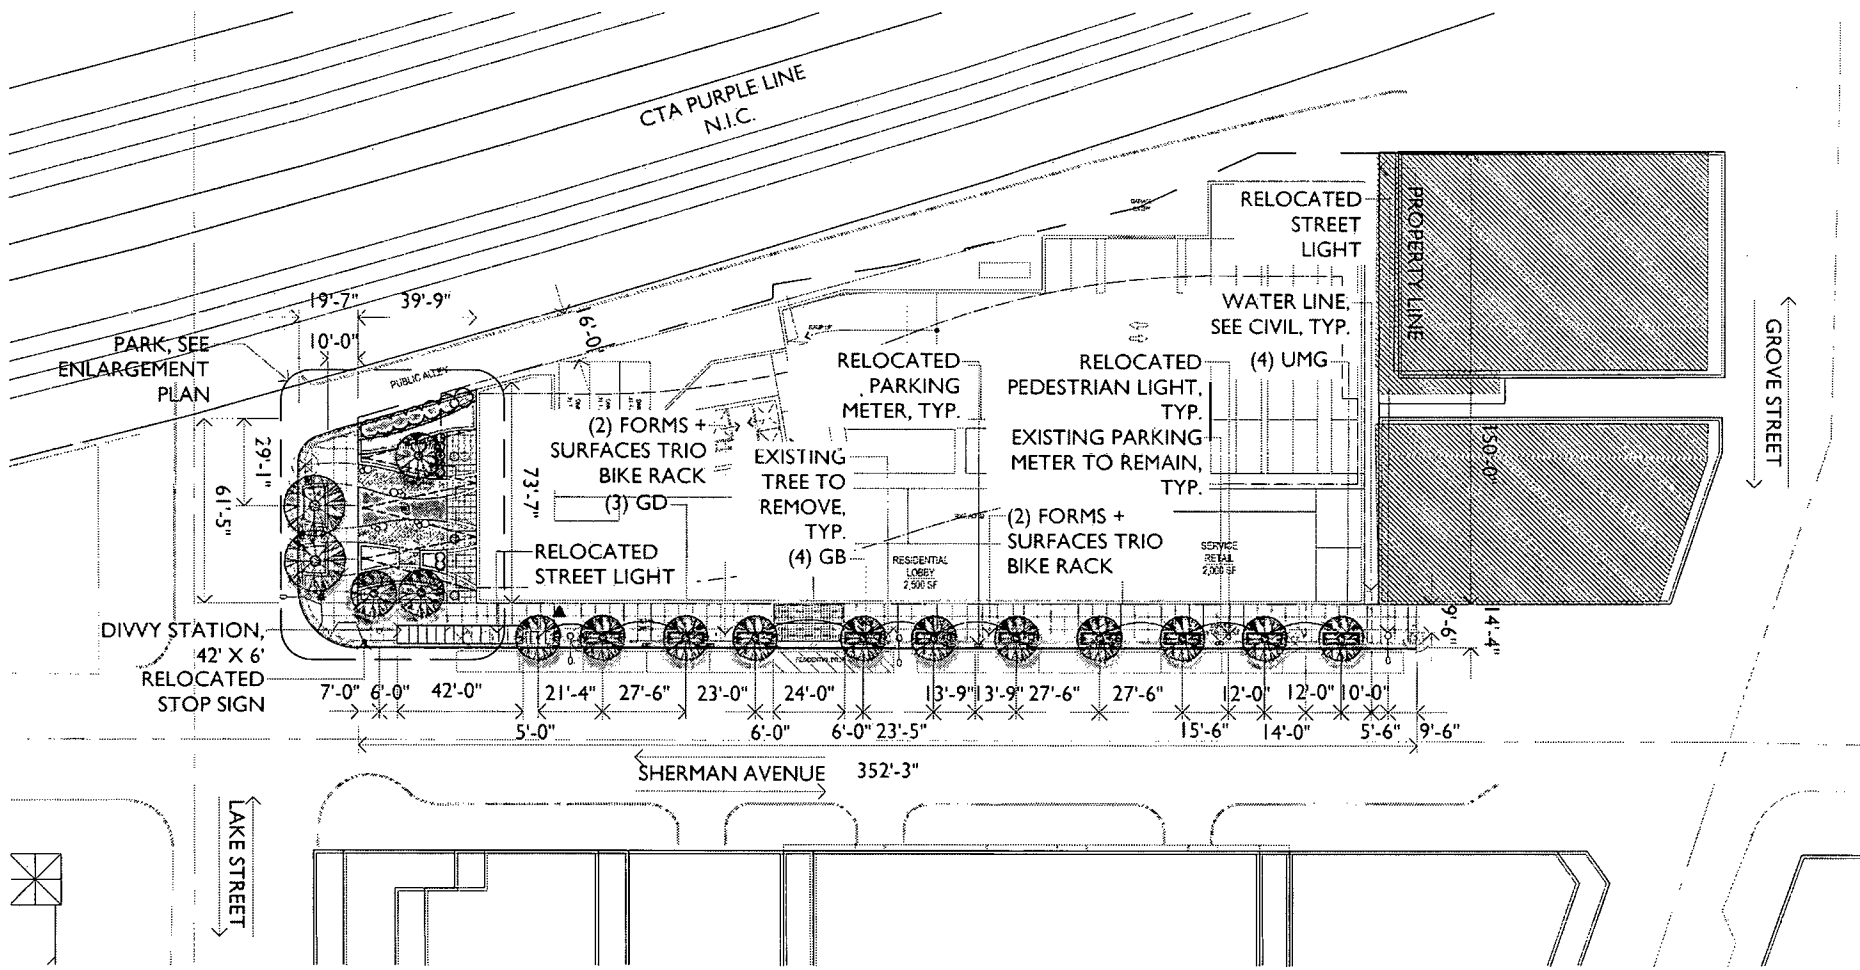 CTA PURPLE LINE
N.I.C.
RELOCATED
STREET
LIGHT
PROPERTY LINE
19'-7"
39'-9"
10'-0"
6'-0"
PARK, SEE
ENLARGEMENT
PLAN
PUBLIC ALLEY
WATER LINE,
SEE CIVIL, TYP.
(4) UMG
RELOCATED
PARKING
METER, TYP.
RELOCATED
PEDESTRIAN LIGHT,
TYP.
EXISTING PARKING
METER TO REMAIN,
TYP.
GROVE STREET
150'-0"
(2) FORMS +
SURFACES TRIO
BIKE RACK
(3) GD
EXISTING
TREE TO
REMOVE,
TYP.
(4) GB
29'-1"
61'-5"
73'-7"
RELOCATED
STREET LIGHT
(2) FORMS +
SURFACES TRIO
BIKE RACK
RESIDENTIAL
LOBBY
2,500 SF
SERVICE
RETAIL
2,000 SF
9'-6"
14'-4"
DIVVY STATION,
42' X 6'
RELOCATED
STOP SIGN
7'-0"
6'-0"
42'-0"
21'-4"
27'-6"
23'-0"
24'-0"
13'-9"
13'-9"
27'-6"
27'-6"
12'-0"
12'-0"
10'-0"
5'-0"
6'-0"
6'-0"
23'-5"
15'-6"
14'-0"
5'-6"
9'-6"
SHERMAN AVENUE
352'-3"
LAKE STREET